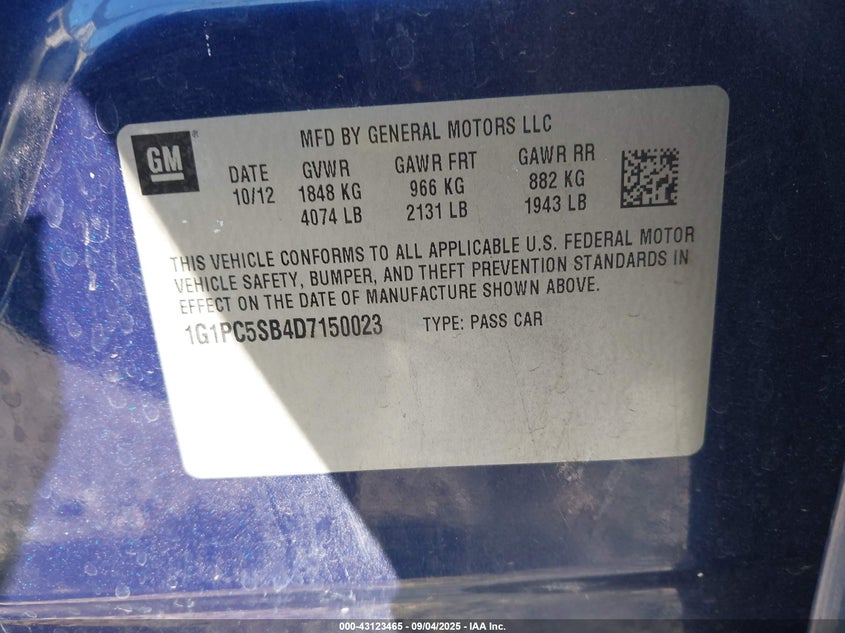 MFD BY GENERAL MOTORS LLC
GM®
DATE GVWR GAWR FRT GAWR RR
10/12 1848 KG 966 KG 882 KG
4074 LB 2131 LB 1943 LB
THIS VEHICLE CONFORMS TO ALL APPLICABLE U.S. FEDERAL MOTOR
VEHICLE SAFETY, BUMPER, AND THEFT PREVENTION STANDARDS IN
EFFECT ON THE DATE OF MANUFACTURE SHOWN ABOVE.
1G1PC5SB4D7150023 TYPE: PASS CAR
000-43123465 - 09/04/2025 - IAA Inc.